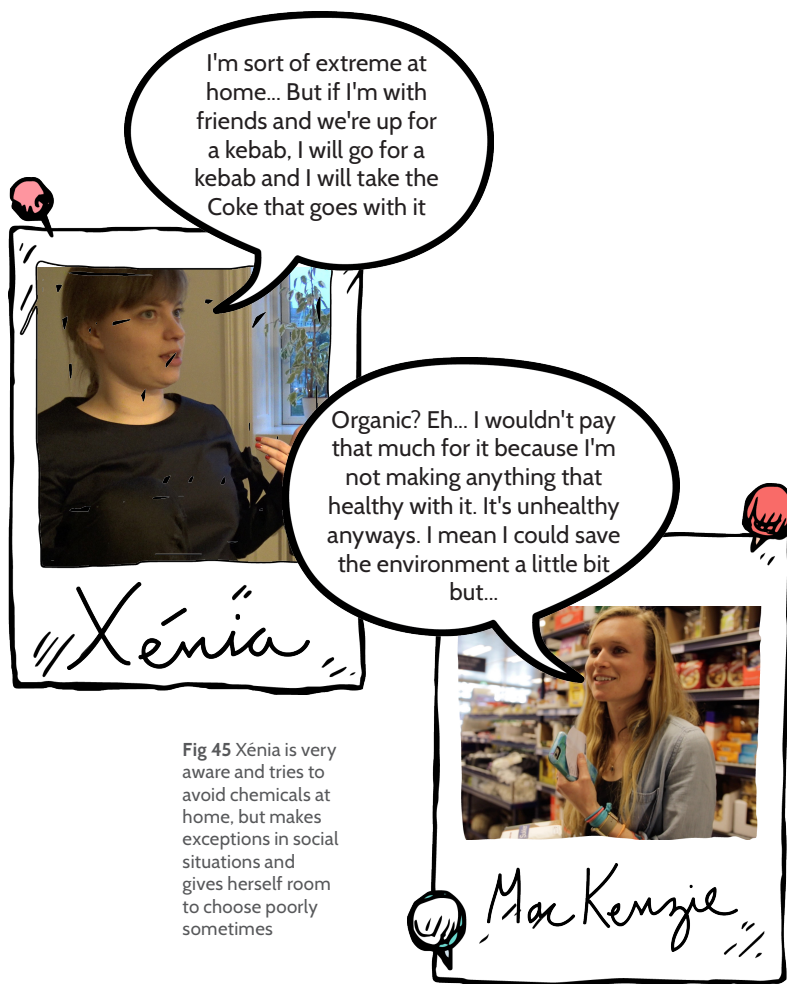 I'm sort of extreme at
home... But if I'm with
friends and we're up for
a kebab, I will go for a
kebab and I will take the
Coke that goes with it
Organic? Eh... I wouldn't pay
that much for it because I'm
not making anything that
healthy with it. It's unhealthy
anyways. I mean I could save
the environment a little bit
but...
Xénia
Fig 45 Xénia is very
aware and tries to
avoid chemicals at
home, but makes
exceptions in social
situations and
gives herself room
to choose poorly
sometimes
MacKenzie